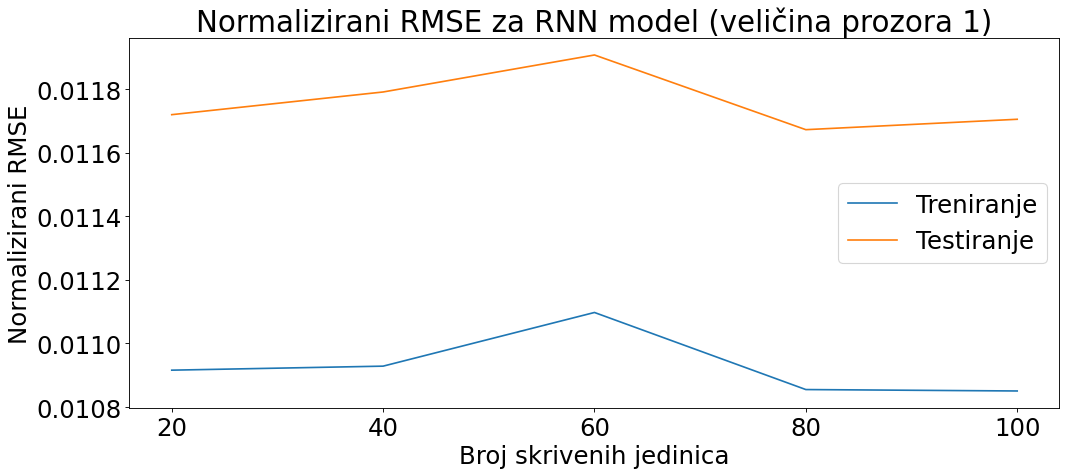 Normalizirani RMSE za RNN model (veličina prozora 1)
Normalizirani RMSE
0.0118
0.0116
0.0114
0.0112
0.0110
0.0108
Treniranje
Testiranje
20 40 60 80 100
Broj skrivenih jedinica